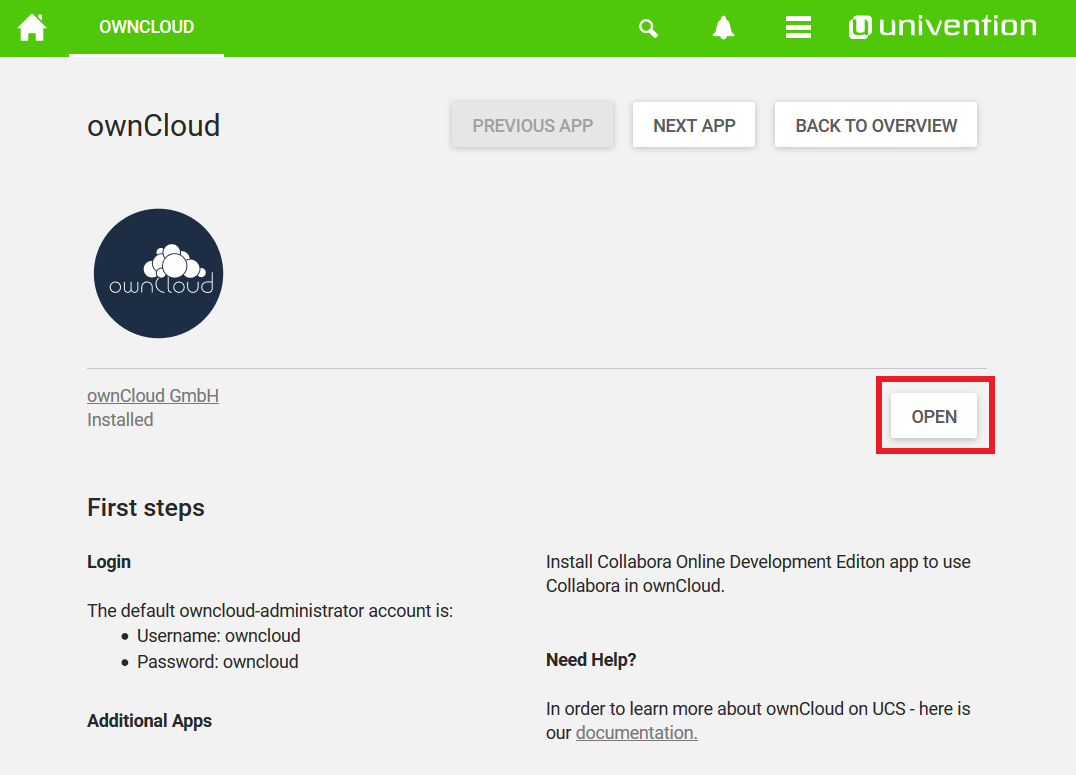 OWNCLOUD
univention
ownCloud
PREVIOUS APP
NEXT APP
BACK TO OVERVIEW
ownCloud
ownCloud GmbH
Installed
OPEN
First steps
Login
The default owncloud-administrator account is:
Username: owncloud
Password: owncloud
Additional Apps
Install Collabora Online Development Editon app to use
Collabora in ownCloud.
Need Help?
In order to learn more about ownCloud on UCS - here is
our documentation.